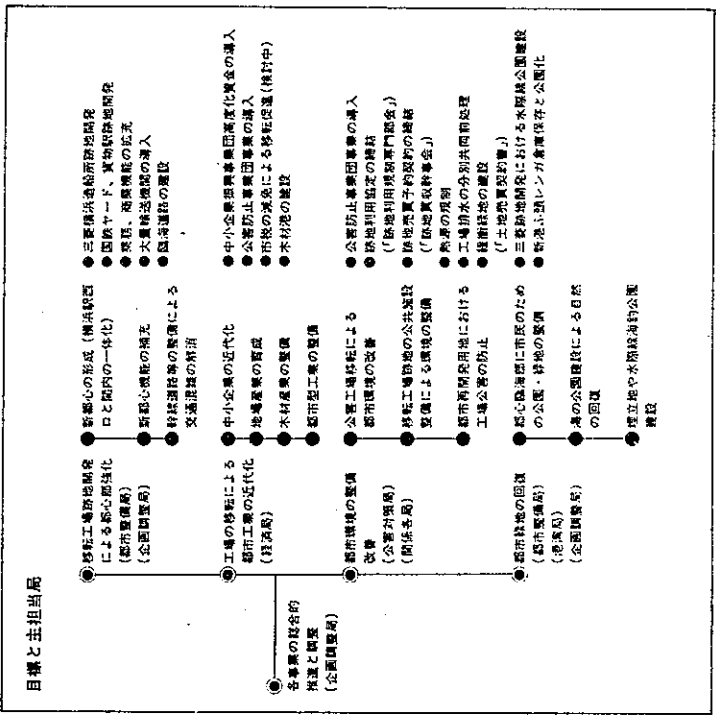 目標と主担当局
各事業の総合的
推進と調整
(企画調整局)
移転工場跡地開発
による都心部強化
(都市整備局)
(企画調整局)
工場の移転による
都市工業の近代化
(経済局)
都市環境の整備
改善
(公害対策局)
(関係各局)
都市緑地の回復
(都市整備局)
(港湾局)
(企画調整局)
新都心の形成(横浜駅西
口と関内の一体化)
新都心機能の補充
幹線道路等の整備による
交通混雑の解消
中小企業の近代化
地場産業の育成
木材産業の整備
都市型工業の整備
公害工場移転による
都市環境の改善
移転工場跡地の公共施設
整備による環境の整備
都市再開発用地における
工場公害の防止
都心臨海部に市民のため
の公園・緑地の整備
海の公園建設による自然
の回復
埋立地や水際線海釣公園
建設
三菱横浜造船所跡地開発
国鉄ヤード、貨物駅跡地開発
業務、商業機能の拡充
大量輸送機関の導入
臨海道路の建設
中小企業振興事業団高度化資金の導入
公害防止事業団事業の導入
市税の減免による移転促進(検討中)
木材港の建設
公害防止事業団事業の導入
跡地利用協定の締結
(「跡地利用規制専門部会」)
跡地売買予約契約の締結
(「跡地買収幹事会」)
熱源の規制
工場排水の分別共同前処理
緩衝緑地の建設
(「土地売買契約書」)
三菱跡地開発における水際線公園建設
新港ふ頭レンガ倉庫保存と公園化